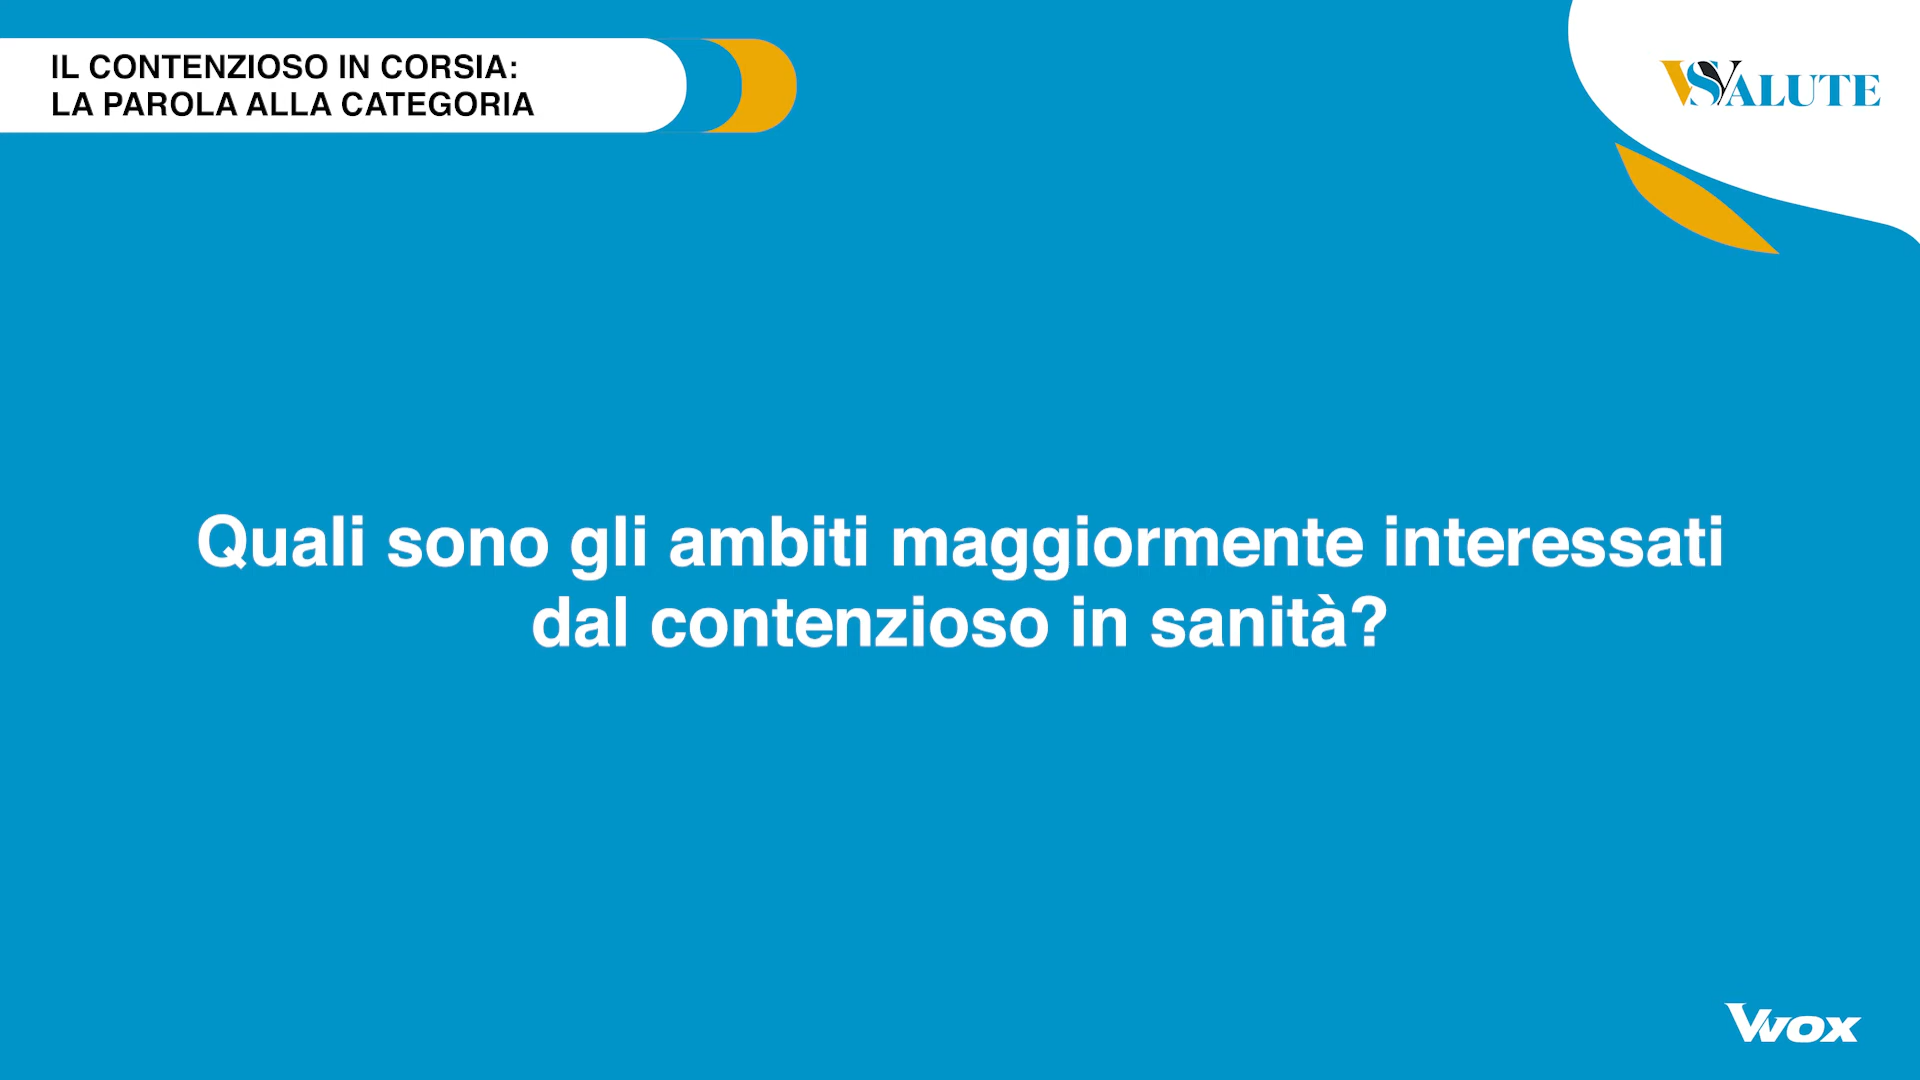 IL CONTENZIOSO IN CORSIA:
LA PAROLA ALLA CATEGORIA
VSALUTE
Quali sono gli ambiti maggiormente interessati
dal contenzioso in sanità?
Vvox